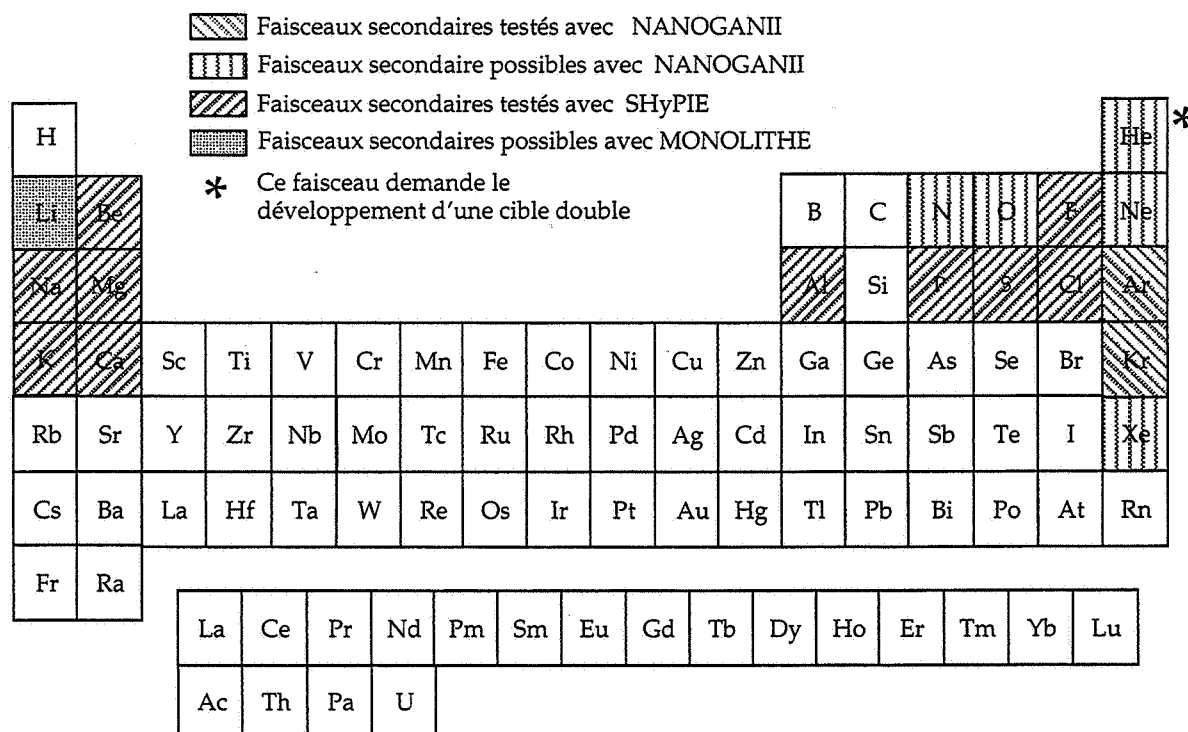 Faisceaux secondaires testés avec NANOGANII
Faisceaux secondaire possibles avec NANOGANII
Faisceaux secondaires testés avec SHyPIE
Faisceaux secondaires possibles avec MONOLITHE
* Ce faisceau demande le
développement d'une cible double
H He *
Li Be B C N O F Ne
Na Mg Al Si P S Cl Ar
K Ca Sc Ti V Cr Mn Fe Co Ni Cu Zn Ga Ge As Se Br Kr
Rb Sr Y Zr Nb Mo Tc Ru Rh Pd Ag Cd In Sn Sb Te I Xe
Cs Ba La Hf Ta W Re Os Ir Pt Au Hg Tl Pb Bi Po At Rn
Fr Ra
La Ce Pr Nd Pm Sm Eu Gd Tb Dy Ho Er Tm Yb Lu
Ac Th Pa U